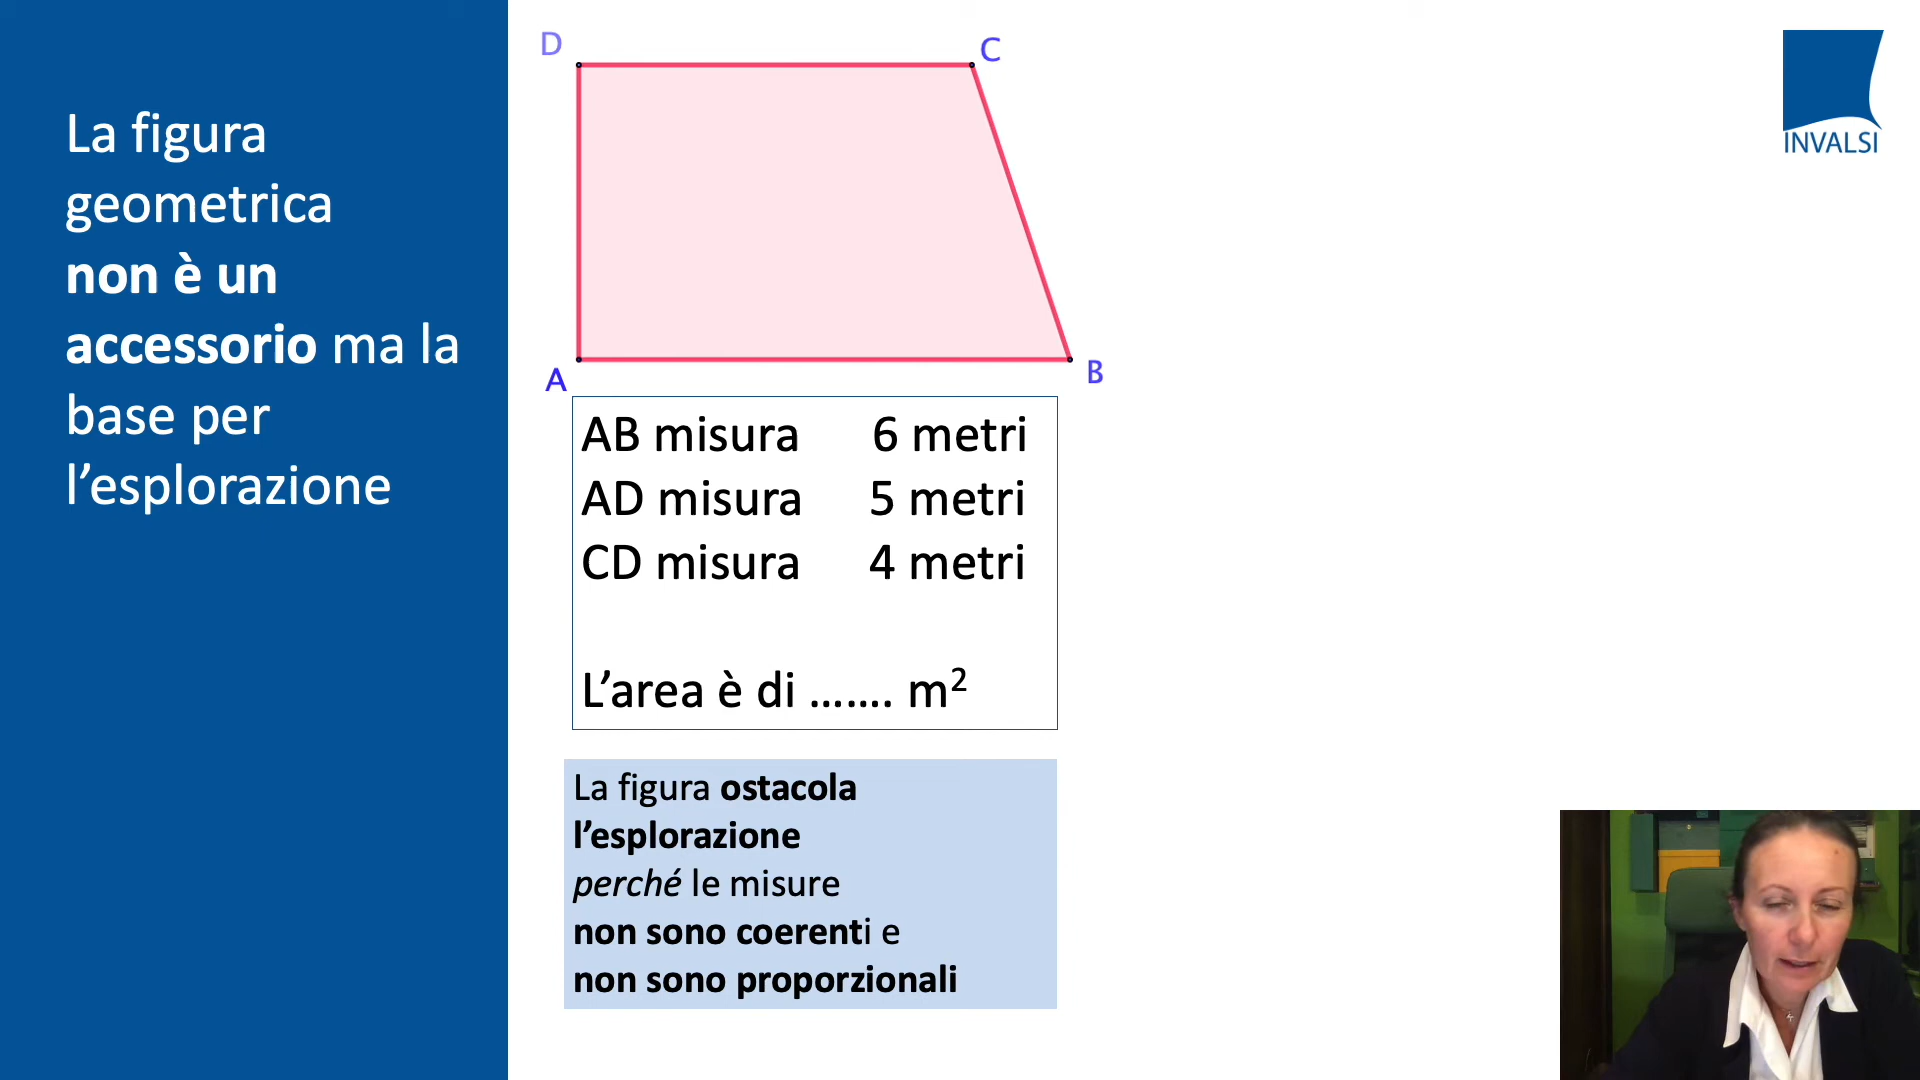 La figura
geometrica
non è un
accessorio ma la
base per
l’esplorazione
D
C
A
B
AB misura 6 metri
AD misura 5 metri
CD misura 4 metri
L’area è di ....... m²
La figura ostacola
l’esplorazione
perché le misure
non sono coerenti e
non sono proporzionali
INVALSI